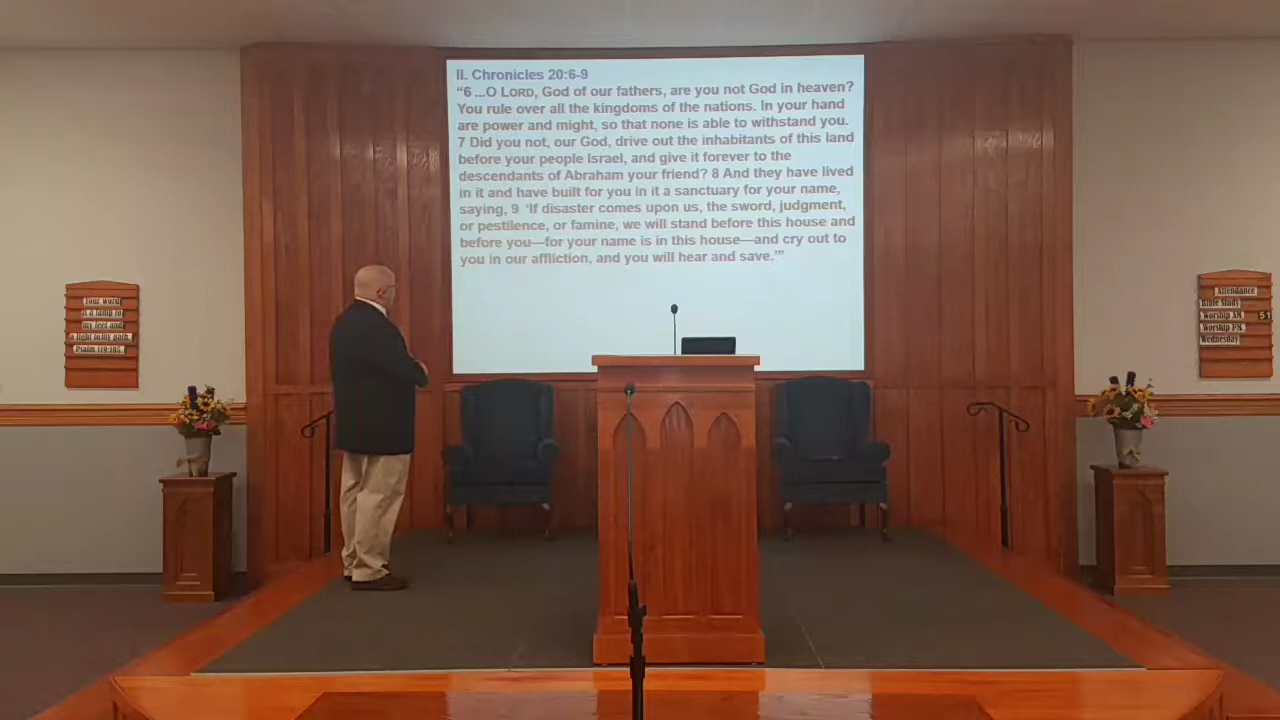 II. Chronicles 20:6-9
“6 ...O LORD, God of our fathers, are you not God in heaven?
You rule over all the kingdoms of the nations. In your hand
are power and might, so that none is able to withstand you.
7 Did you not, our God, drive out the inhabitants of this land
before your people Israel, and give it forever to the
descendants of Abraham your friend? 8 And they have lived
in it and have built for you in it a sanctuary for your name,
saying, 9 ‘If disaster comes upon us, the sword, judgment,
or pestilence, or famine, we will stand before this house and
before you—for your name is in this house—and cry out to
you in our affliction, and you will hear and save.’”
Your word
is a lamp to
my feet and
a light to my path.
Psalm 119:105
Attendance
Bible Study
Worship AM 51
Worship PM
Wednesday